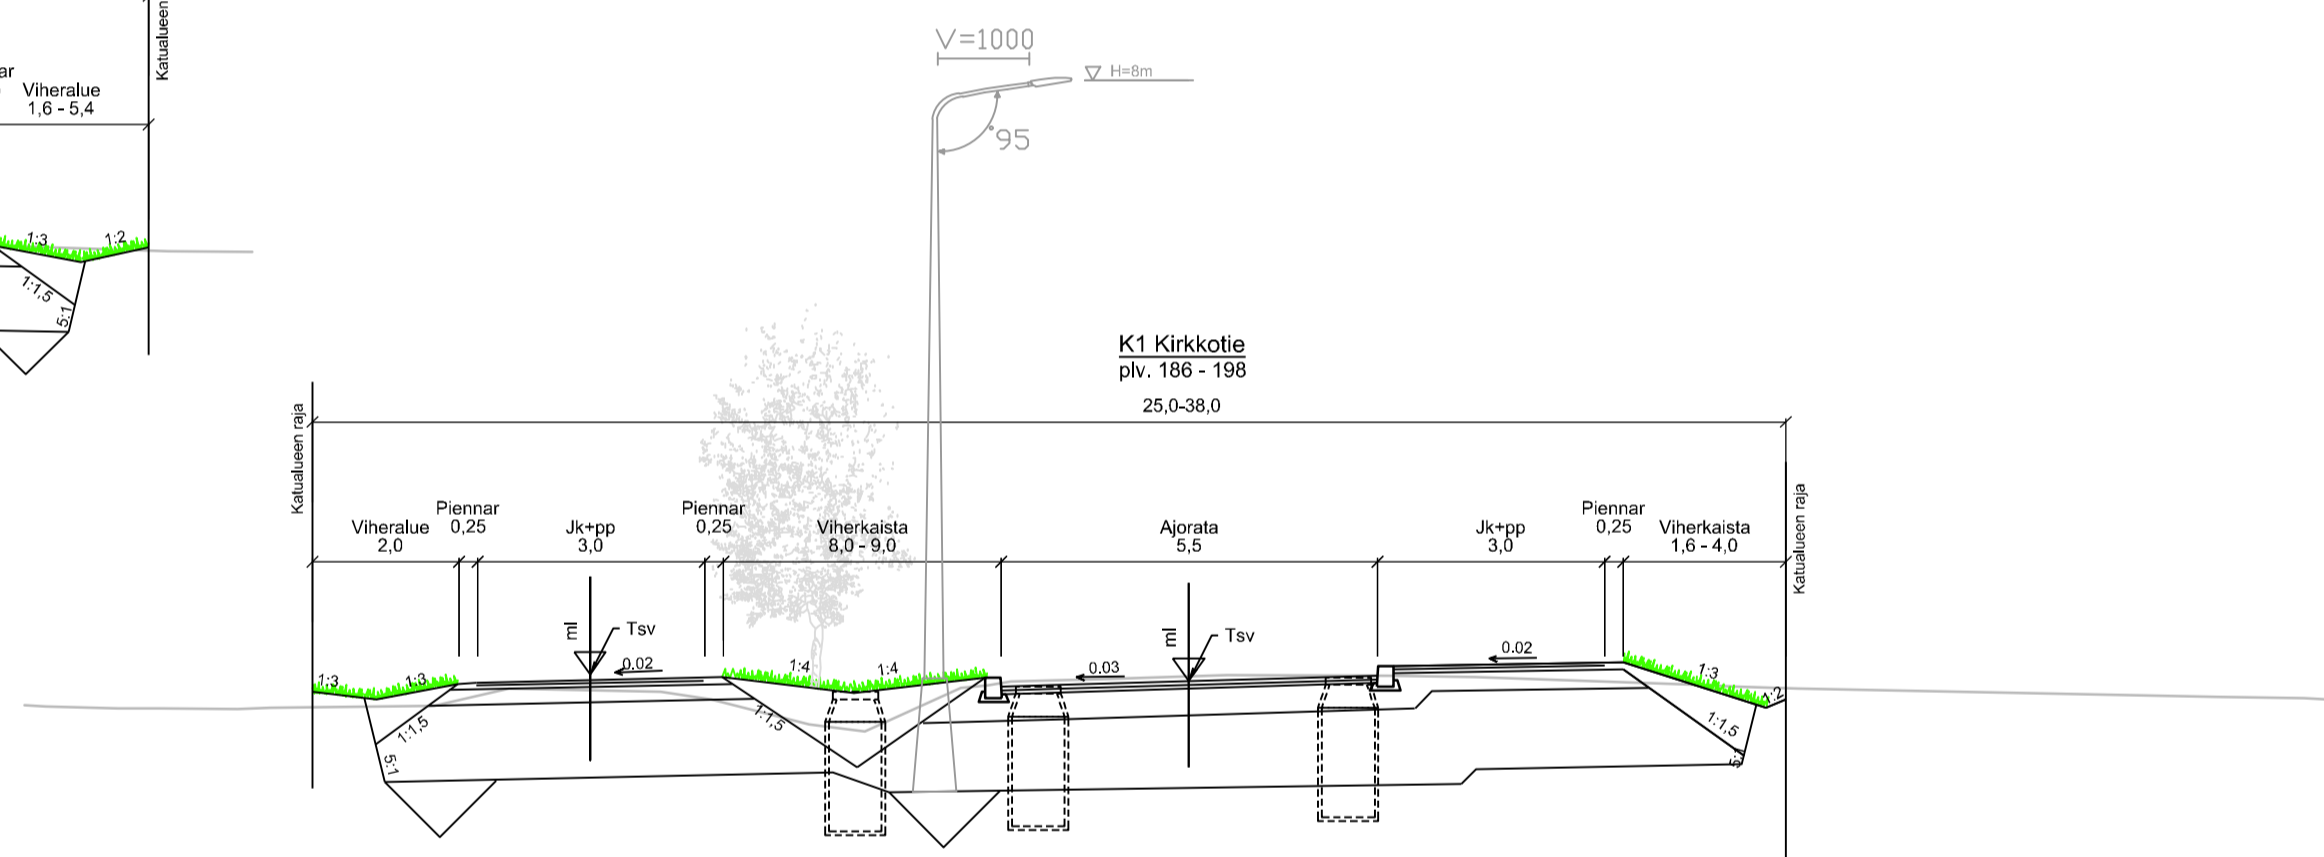 Katualueen
ar
Viheralue
1,6 - 5,4
1:3
1:2
1:1,5
5:1
V=1000
H=8m
°95
K1 Kirkkotie
plv. 186 - 198
25,0-38,0
Katualueen raja
Viheralue
2,0
Piennar
0,25
Jk+pp
3,0
Piennar
0,25
Viherkaista
8,0 - 9,0
Ajorata
5,5
Jk+pp
3,0
Piennar
0,25
Viherkaista
1,6 - 4,0
Katualueen raja
ml
Tsv
ml
Tsv
1:3
1:3
0.02
1:4
1:4
0.03
0.02
1:3
1:2
1:1,5
5:1
1:1,5
1:1,5